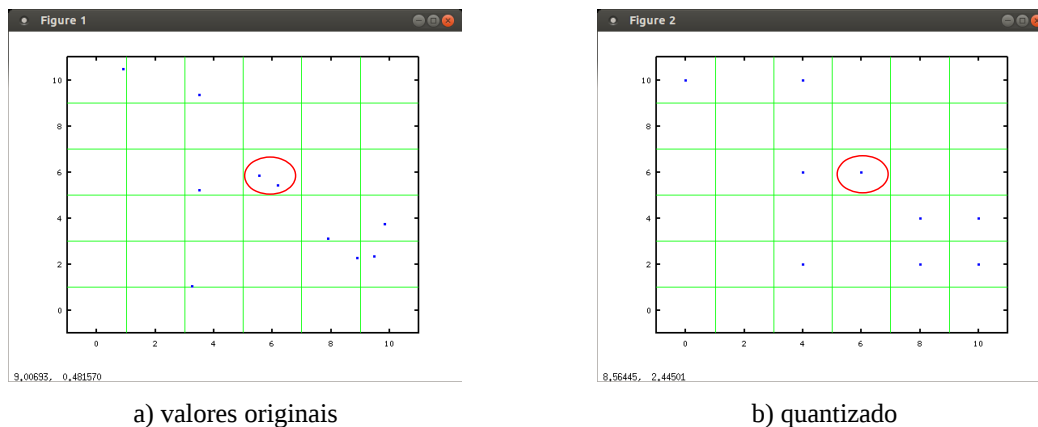 Figure 1
10
8
6
4
2
0
0 2 4 6 8 10
9.00693, 0.481570
a) valores originais
Figure 2
10
8
6
4
2
0
0 2 4 6 8 10
8.56445, 2.44501
b) quantizado